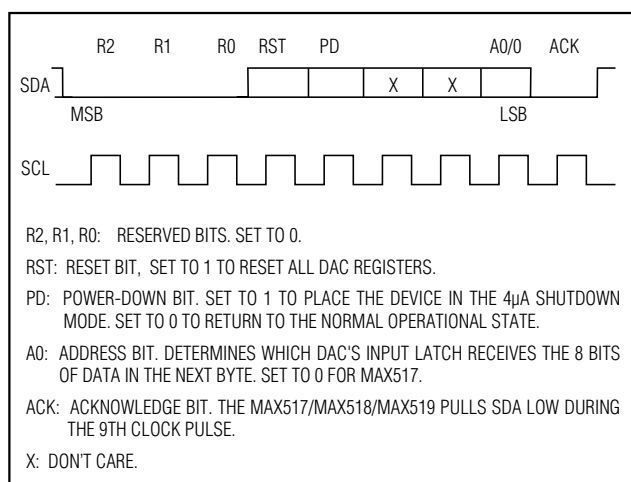 R2 R1 R0 RST PD A0/0 ACK
SDA X X
MSB LSB
SCL
R2, R1, R0: RESERVED BITS. SET TO 0.
RST: RESET BIT, SET TO 1 TO RESET ALL DAC REGISTERS.
PD: POWER-DOWN BIT. SET TO 1 TO PLACE THE DEVICE IN THE 4µA SHUTDOWN
MODE. SET TO 0 TO RETURN TO THE NORMAL OPERATIONAL STATE.
A0: ADDRESS BIT. DETERMINES WHICH DAC'S INPUT LATCH RECEIVES THE 8 BITS
OF DATA IN THE NEXT BYTE. SET TO 0 FOR MAX517.
ACK: ACKNOWLEDGE BIT. THE MAX517/MAX518/MAX519 PULLS SDA LOW DURING
THE 9TH CLOCK PULSE.
X: DON'T CARE.